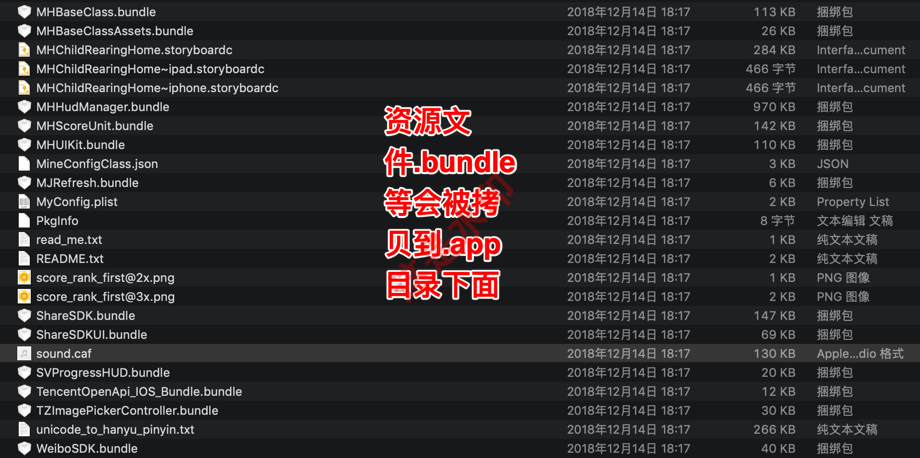 MHBaseClass.bundle 2018年12月14日 18:17 113 KB 捆绑包
MHBaseClassAssets.bundle 2018年12月14日 18:17 26 KB 捆绑包
MHChildRearingHome.storyboardc 2018年12月14日 18:17 284 KB Interfa...cument
MHChildRearingHome~ipad.storyboardc 2018年12月14日 18:17 466 字节 Interfa...cument
MHChildRearingHome~iphone.storyboardc 2018年12月14日 18:17 466 字节 Interfa...cument
MHHudManager.bundle 2018年12月14日 18:17 970 KB 捆绑包
MHScoreUnit.bundle 2018年12月14日 18:17 142 KB 捆绑包
MHUIKit.bundle 2018年12月14日 18:17 110 KB 捆绑包
MineConfigClass.json 2018年12月14日 18:17 3 KB JSON
MJRefresh.bundle 2018年12月14日 18:17 6 KB 捆绑包
MyConfig.plist 2018年12月14日 18:17 2 KB Property List
PkgInfo 2018年12月14日 18:17 8 字节 文本编辑 文稿
read_me.txt 2018年12月14日 18:17 1 KB 纯文本文稿
README.txt 2018年12月14日 18:17 2 KB 纯文本文稿
score_rank_first@2x.png 2018年12月14日 18:17 1 KB PNG 图像
score_rank_first@3x.png 2018年12月14日 18:17 2 KB PNG 图像
ShareSDK.bundle 2018年12月14日 18:17 147 KB 捆绑包
ShareSDKUI.bundle 2018年12月14日 18:17 69 KB 捆绑包
sound.caf 2018年12月14日 18:17 130 KB Apple...dio 格式
SVProgressHUD.bundle 2018年12月14日 18:17 20 KB 捆绑包
TencentOpenApi_IOS_Bundle.bundle 2018年12月14日 18:17 12 KB 捆绑包
TZImagePickerController.bundle 2018年12月14日 18:17 30 KB 捆绑包
unicode_to_hanyu_pinyin.txt 2018年12月14日 18:17 266 KB 纯文本文稿
WeiboSDK.bundle 2018年12月14日 18:17 40 KB 捆绑包
资源文
件.bundle
等会被拷
贝到.app
目录下面